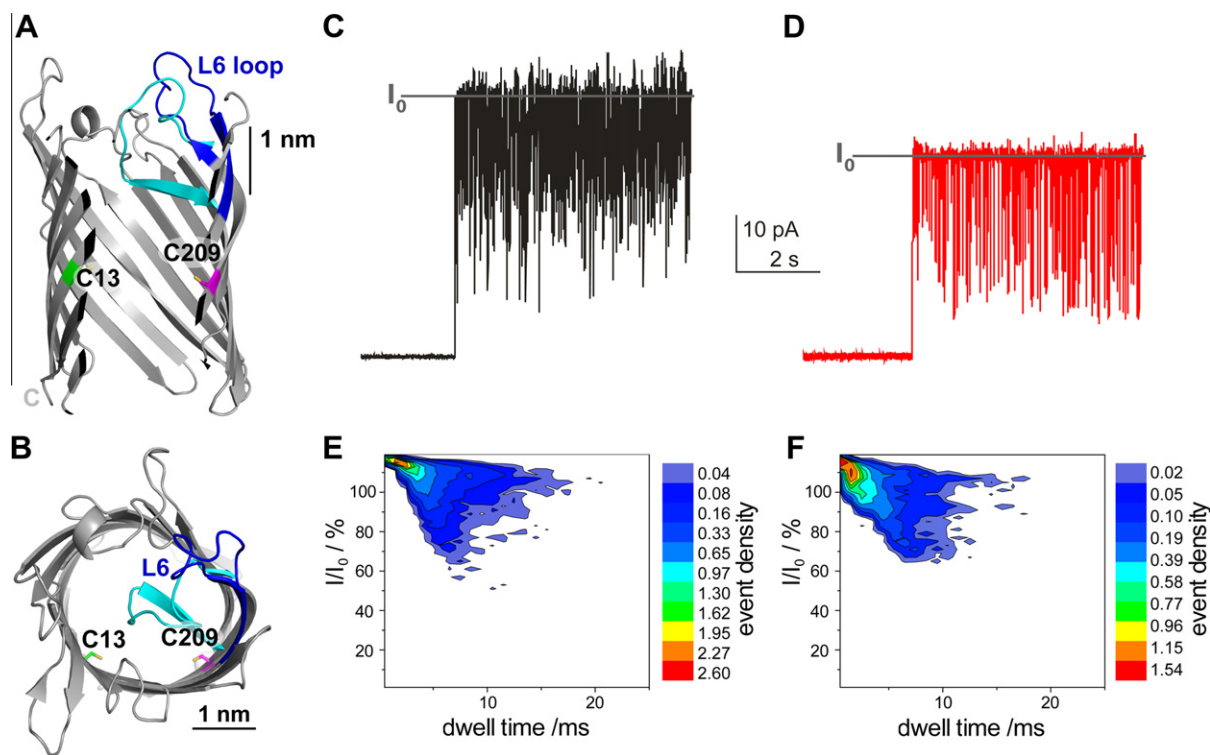 A
L6 loop
1 nm
C209
C13
C
C
I0
D
I0
10 pA
2 s
B
L6
C13
C209
1 nm
E
I/I0 / %
100
80
60
40
20
10
20
dwell time /ms
0.04
0.08
0.16
0.33
0.65
0.97
1.30
1.62
1.95
2.27
2.60
event density
F
I/I0 / %
100
80
60
40
20
10
20
dwell time /ms
0.02
0.05
0.10
0.19
0.39
0.58
0.77
0.96
1.15
1.54
event density